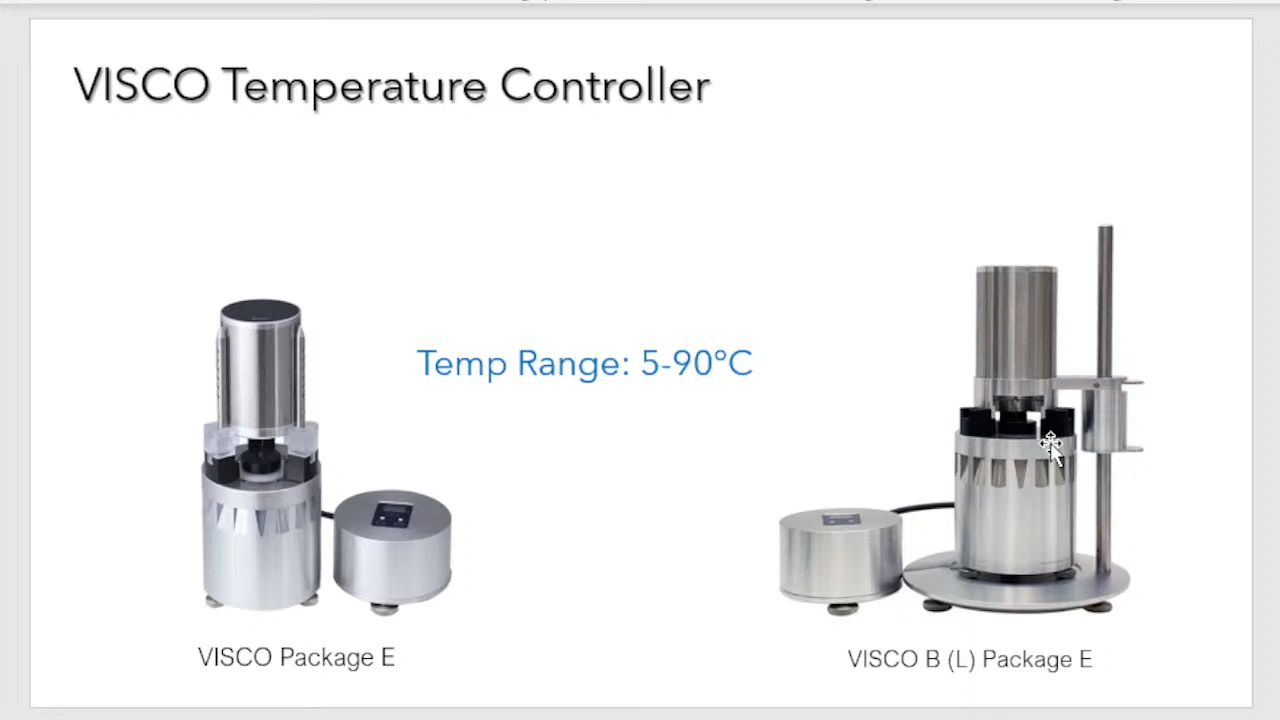 VISCO Temperature Controller
Temp Range: 5-90°C
VISCO Package E
VISCO B (L) Package E